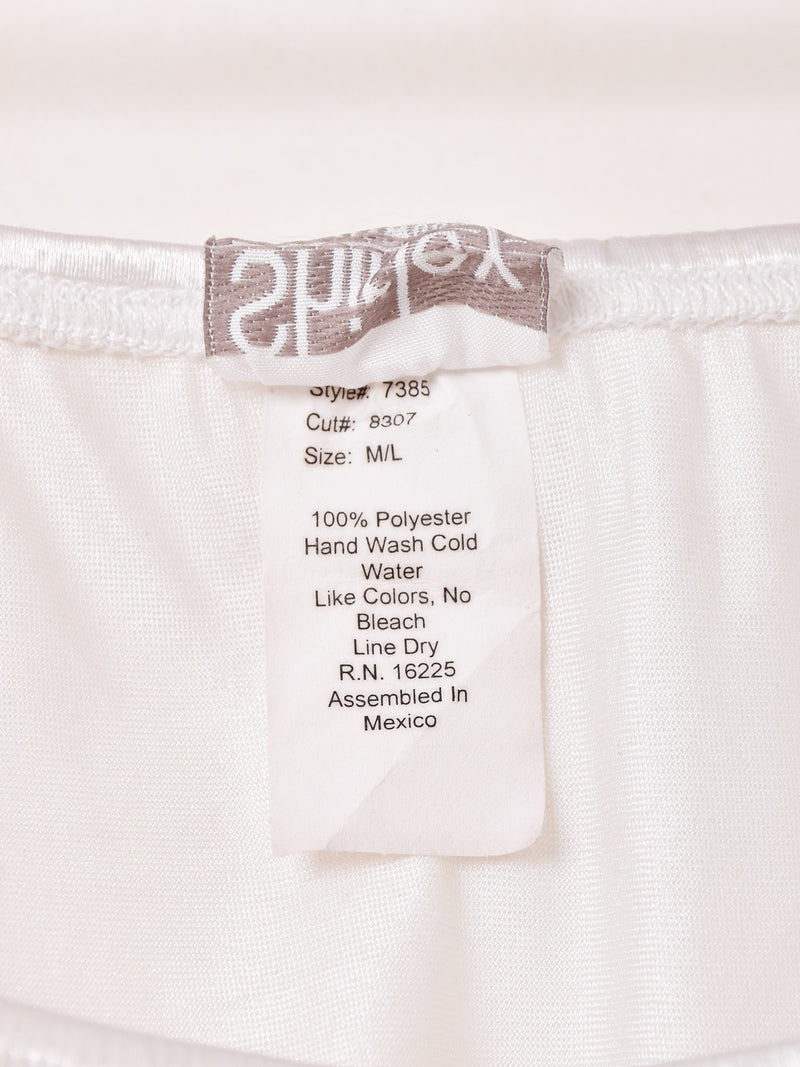 Style#: 7385
Cut#: 8307
Size: M/L
100% Polyester
Hand Wash Cold
Water
Like Colors, No
Bleach
Line Dry
R.N. 16225
Assembled In
Mexico